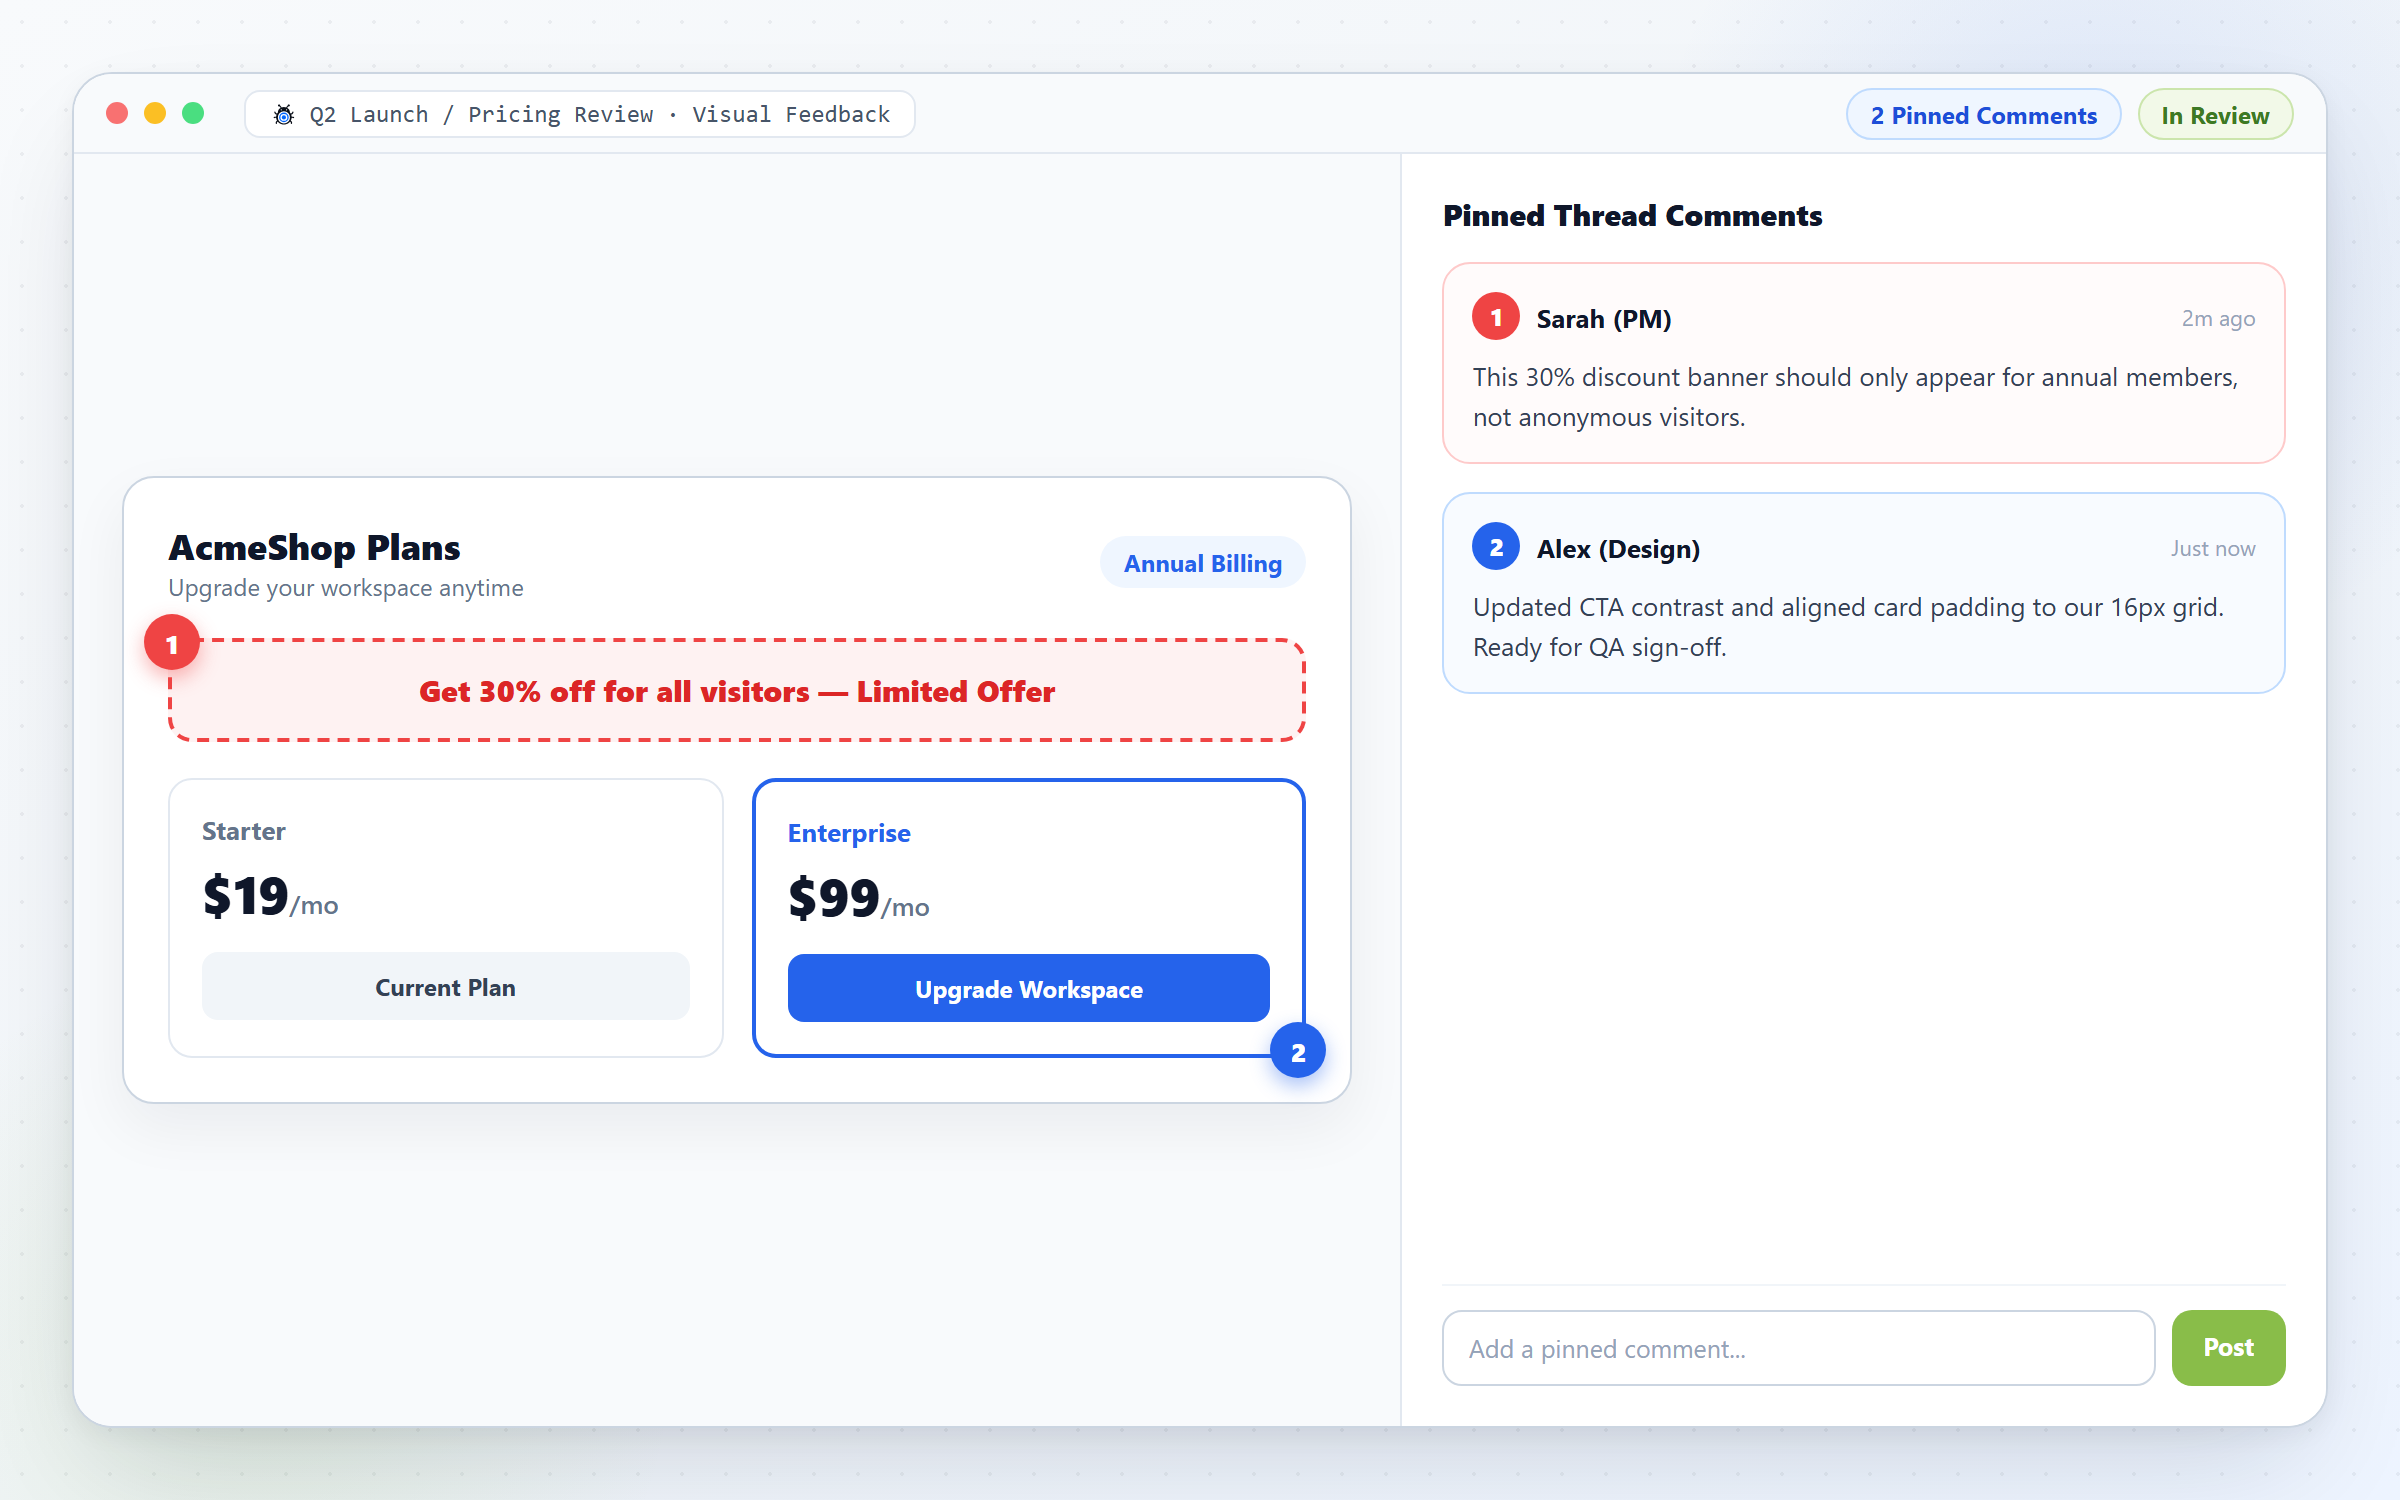 Q2 Launch / Pricing Review · Visual Feedback
2 Pinned Comments
In Review
AcmeShop Plans
Upgrade your workspace anytime
Annual Billing
1
Get 30% off for all visitors — Limited Offer
Starter
$19/mo
Current Plan
Enterprise
$99/mo
Upgrade Workspace
2
Pinned Thread Comments
1 Sarah (PM) 2m ago
This 30% discount banner should only appear for annual members,
not anonymous visitors.
2 Alex (Design) Just now
Updated CTA contrast and aligned card padding to our 16px grid.
Ready for QA sign-off.
Add a pinned comment...
Post